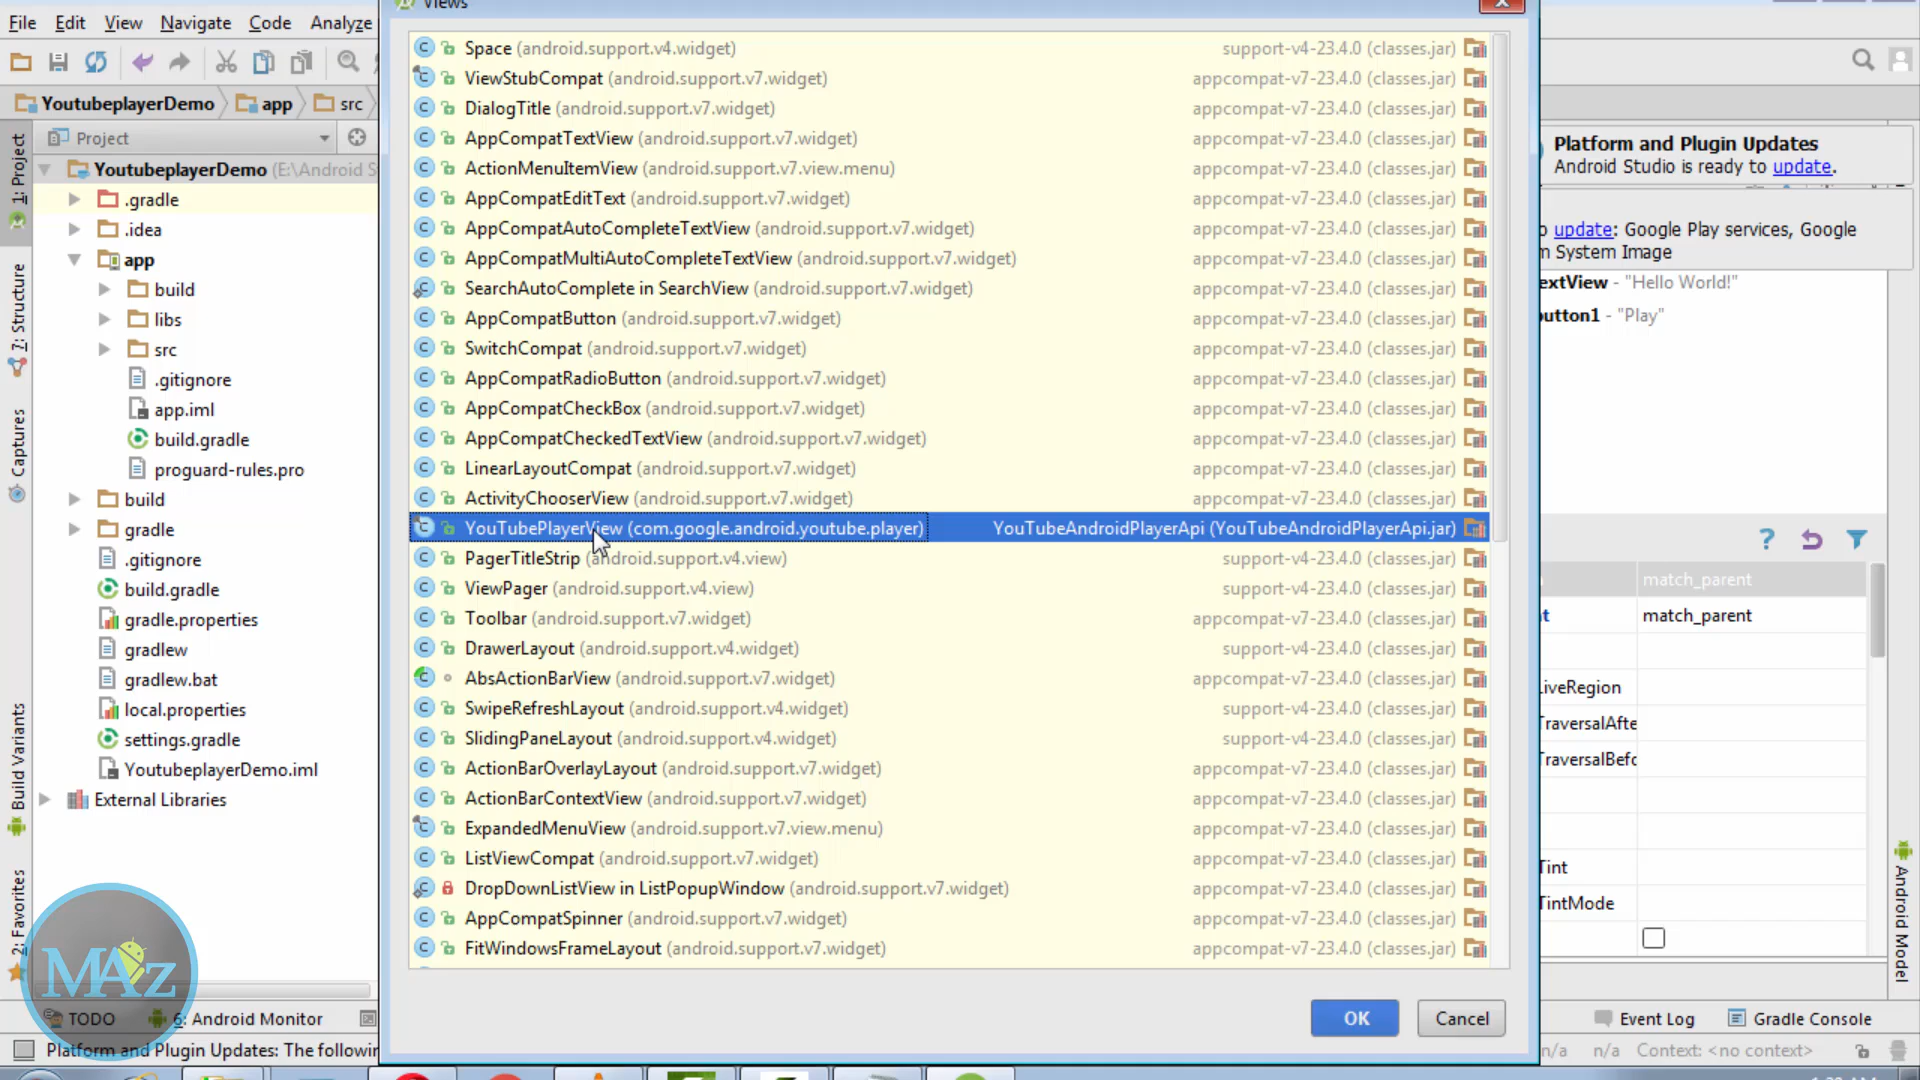 Views
File Edit View Navigate Code Analyze
YoutubeplayerDemo app src
Project
1: Project
7: Structure
Captures
Build Variants
2: Favorites
YoutubeplayerDemo (E:\Android S
.gradle
.idea
app
build
libs
src
.gitignore
app.iml
build.gradle
proguard-rules.pro
build
gradle
.gitignore
build.gradle
gradle.properties
gradlew
gradlew.bat
local.properties
settings.gradle
YoutubeplayerDemo.iml
External Libraries
Space (android.support.v4.widget) support-v4-23.4.0 (classes.jar)
ViewStubCompat (android.support.v7.widget) appcompat-v7-23.4.0 (classes.jar)
DialogTitle (android.support.v7.widget) appcompat-v7-23.4.0 (classes.jar)
AppCompatTextView (android.support.v7.widget) appcompat-v7-23.4.0 (classes.jar)
ActionMenuItemView (android.support.v7.view.menu) appcompat-v7-23.4.0 (classes.jar)
AppCompatEditText (android.support.v7.widget) appcompat-v7-23.4.0 (classes.jar)
AppCompatAutoCompleteTextView (android.support.v7.widget) appcompat-v7-23.4.0 (classes.jar)
AppCompatMultiAutoCompleteTextView (android.support.v7.widget) appcompat-v7-23.4.0 (classes.jar)
SearchAutoComplete in SearchView (android.support.v7.widget) appcompat-v7-23.4.0 (classes.jar)
AppCompatButton (android.support.v7.widget) appcompat-v7-23.4.0 (classes.jar)
SwitchCompat (android.support.v7.widget) appcompat-v7-23.4.0 (classes.jar)
AppCompatRadioButton (android.support.v7.widget) appcompat-v7-23.4.0 (classes.jar)
AppCompatCheckBox (android.support.v7.widget) appcompat-v7-23.4.0 (classes.jar)
AppCompatCheckedTextView (android.support.v7.widget) appcompat-v7-23.4.0 (classes.jar)
LinearLayoutCompat (android.support.v7.widget) appcompat-v7-23.4.0 (classes.jar)
ActivityChooserView (android.support.v7.widget) appcompat-v7-23.4.0 (classes.jar)
YouTubePlayerView (com.google.android.youtube.player) YouTubeAndroidPlayerApi (YouTubeAndroidPlayerApi.jar)
PagerTitleStrip (android.support.v4.view) support-v4-23.4.0 (classes.jar)
ViewPager (android.support.v4.view) support-v4-23.4.0 (classes.jar)
Toolbar (android.support.v7.widget) appcompat-v7-23.4.0 (classes.jar)
DrawerLayout (android.support.v4.widget) support-v4-23.4.0 (classes.jar)
AbsActionBarView (android.support.v7.widget) appcompat-v7-23.4.0 (classes.jar)
SwipeRefreshLayout (android.support.v4.widget) support-v4-23.4.0 (classes.jar)
SlidingPaneLayout (android.support.v4.widget) support-v4-23.4.0 (classes.jar)
ActionBarOverlayLayout (android.support.v7.widget) appcompat-v7-23.4.0 (classes.jar)
ActionBarContextView (android.support.v7.widget) appcompat-v7-23.4.0 (classes.jar)
ExpandedMenuView (android.support.v7.view.menu) appcompat-v7-23.4.0 (classes.jar)
ListViewCompat (android.support.v7.widget) appcompat-v7-23.4.0 (classes.jar)
DropDownListView in ListPopupWindow (android.support.v7.widget) appcompat-v7-23.4.0 (classes.jar)
AppCompatSpinner (android.support.v7.widget) appcompat-v7-23.4.0 (classes.jar)
FitWindowsFrameLayout (android.support.v7.widget) appcompat-v7-23.4.0 (classes.jar)
OK Cancel
Platform and Plugin Updates
Android Studio is ready to update.
o update: Google Play services, Google
m System Image
extView - "Hello World!"
utton1 - "Play"
match_parent
match_parent
LiveRegion
TraversalAfte
TraversalBefo
Tint
TintMode
Android Model
MAz
TODO 6: Android Monitor Event Log Gradle Console
Platform and Plugin Updates: The followin n/a n/a Context: <no context>